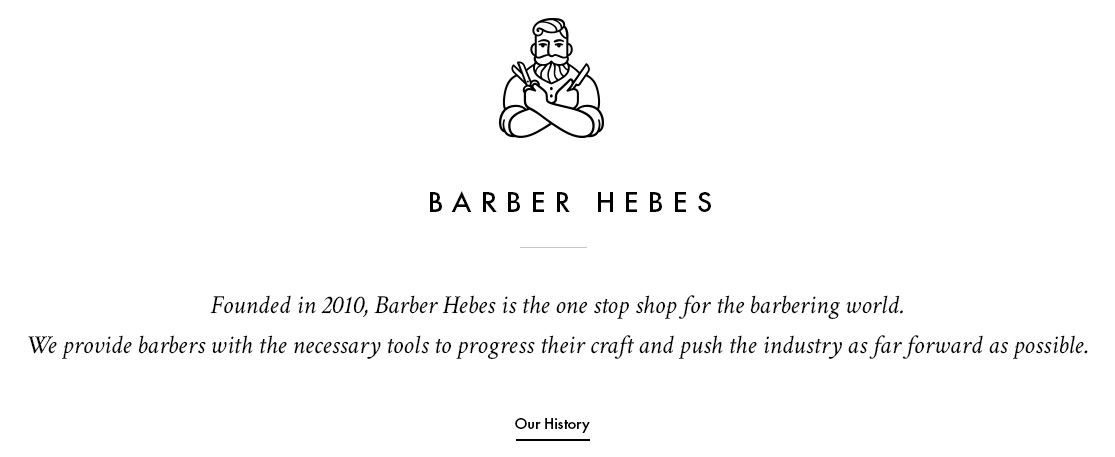 BARBER HEBES
Founded in 2010, Barber Hebes is the one stop shop for the barbering world.
We provide barbers with the necessary tools to progress their craft and push the industry as far forward as possible.
Our History